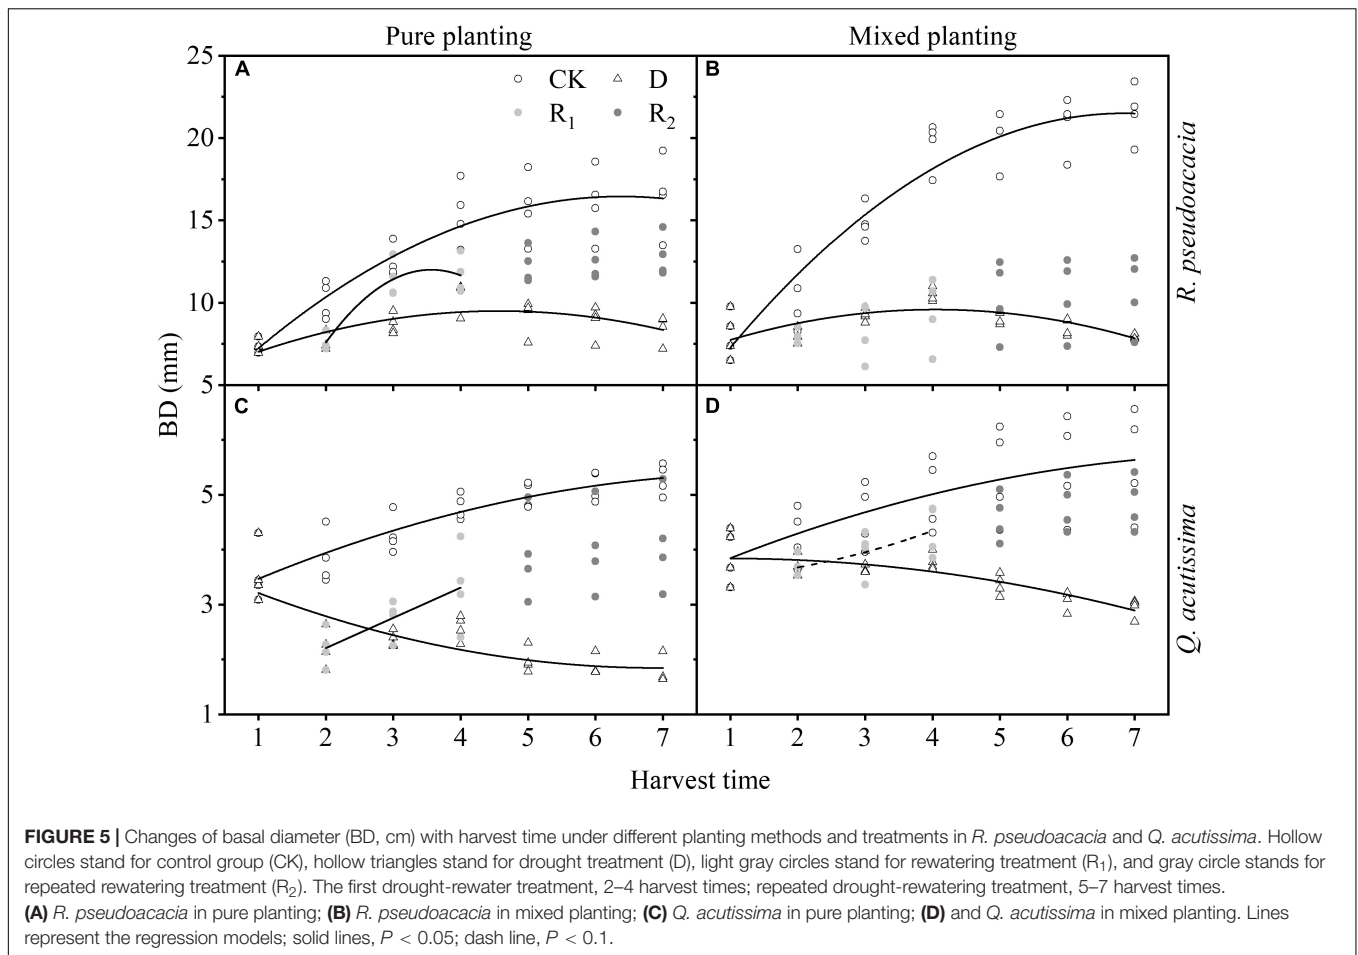 Pure planting
Mixed planting
A
CK
D
R1
R2
B
25
20
15
10
5
R. pseudoacacia
BD (mm)
C
D
5
3
1
Q. acutissima
1 2 3 4 5 6 7
1 2 3 4 5 6 7
Harvest time
FIGURE 5 | Changes of basal diameter (BD, cm) with harvest time under different planting methods and treatments in R. pseudoacacia and Q. acutissima. Hollow
circles stand for control group (CK), hollow triangles stand for drought treatment (D), light gray circles stand for rewatering treatment (R1), and gray circle stands for
repeated rewatering treatment (R2). The first drought-rewater treatment, 2–4 harvest times; repeated drought-rewatering treatment, 5–7 harvest times.
(A) R. pseudoacacia in pure planting; (B) R. pseudoacacia in mixed planting; (C) Q. acutissima in pure planting; (D) and Q. acutissima in mixed planting. Lines
represent the regression models; solid lines, P < 0.05; dash line, P < 0.1.